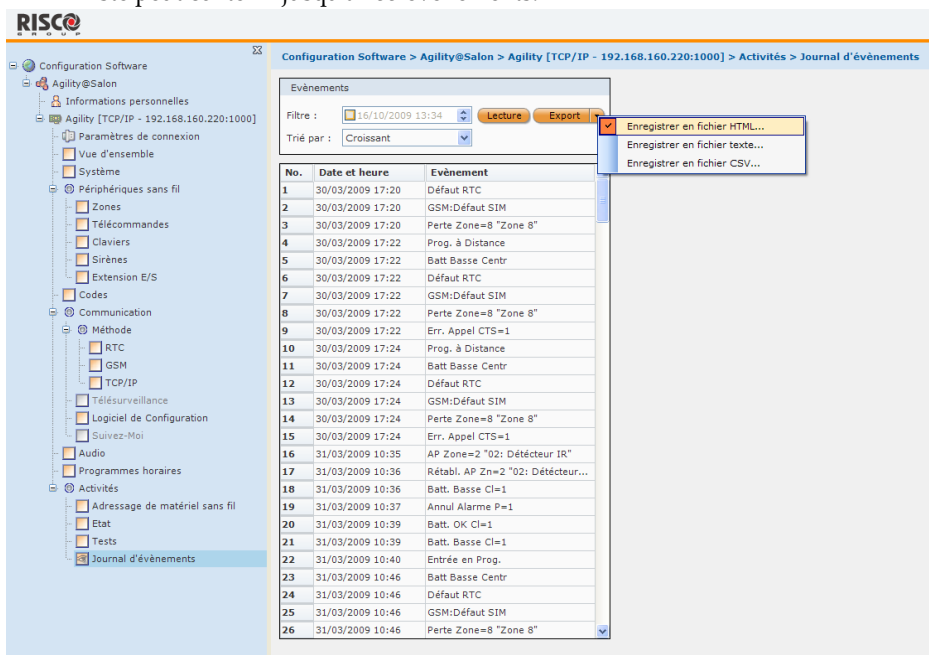 RISCO
GROUP
Configuration Software
Agility@Salon
Informations personnelles
Agility [TCP/IP - 192.168.160.220:1000]
Paramètres de connexion
Vue d'ensemble
Système
Périphériques sans fil
Zones
Télécommandes
Claviers
Sirènes
Extension E/S
Codes
Communication
Méthode
RTC
GSM
TCP/IP
Télésurveillance
Logiciel de Configuration
Suivez-Moi
Audio
Programmes horaires
Activités
Adressage de matériel sans fil
Etat
Tests
Journal d'évènements
Configuration Software > Agility@Salon > Agility [TCP/IP - 192.168.160.220:1000] > Activités > Journal d'évènements
Evènements
Filtre : 16/10/2009 13:34 Lecture Export
Trié par : Croissant
Enregistrer en fichier HTML...
Enregistrer en fichier texte...
Enregistrer en fichier CSV...
No. Date et heure Evènement
1 30/03/2009 17:20 Défaut RTC
2 30/03/2009 17:20 GSM:Défaut SIM
3 30/03/2009 17:20 Perte Zone=8 "Zone 8"
4 30/03/2009 17:22 Prog. à Distance
5 30/03/2009 17:22 Batt Basse Centr
6 30/03/2009 17:22 Défaut RTC
7 30/03/2009 17:22 GSM:Défaut SIM
8 30/03/2009 17:22 Perte Zone=8 "Zone 8"
9 30/03/2009 17:22 Err. Appel CTS=1
10 30/03/2009 17:24 Prog. à Distance
11 30/03/2009 17:24 Batt Basse Centr
12 30/03/2009 17:24 Défaut RTC
13 30/03/2009 17:24 GSM:Défaut SIM
14 30/03/2009 17:24 Perte Zone=8 "Zone 8"
15 30/03/2009 17:24 Err. Appel CTS=1
16 31/03/2009 10:35 AP Zone=2 "02: Détécteur IR"
17 31/03/2009 10:36 Rétabl. AP Zn=2 "02: Détécteur...
18 31/03/2009 10:36 Batt. Basse Cl=1
19 31/03/2009 10:37 Annul Alarme P=1
20 31/03/2009 10:39 Batt. OK Cl=1
21 31/03/2009 10:39 Batt. Basse Cl=1
22 31/03/2009 10:40 Entrée en Prog.
23 31/03/2009 10:46 Batt Basse Centr
24 31/03/2009 10:46 Défaut RTC
25 31/03/2009 10:46 GSM:Défaut SIM
26 31/03/2009 10:46 Perte Zone=8 "Zone 8"